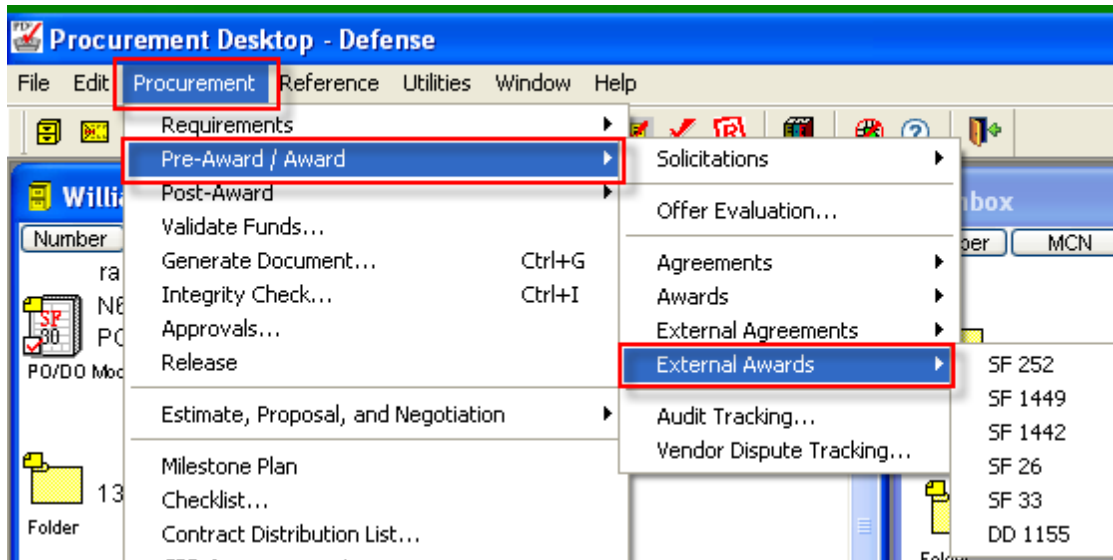 Procurement Desktop - Defense
File Edit Procurement Reference Utilities Window Help
Requirements
Pre-Award / Award
Post-Award
Validate Funds...
Generate Document... Ctrl+G
Integrity Check... Ctrl+I
Approvals...
Release
Estimate, Proposal, and Negotiation
Milestone Plan
Checklist...
Contract Distribution List...
Solicitations
Offer Evaluation...
Agreements
Awards
External Agreements
External Awards
Audit Tracking...
Vendor Dispute Tracking...
SF 252
SF 1449
SF 1442
SF 26
SF 33
DD 1155
Number
SF
30
PO/DO
13
Folder
MCN